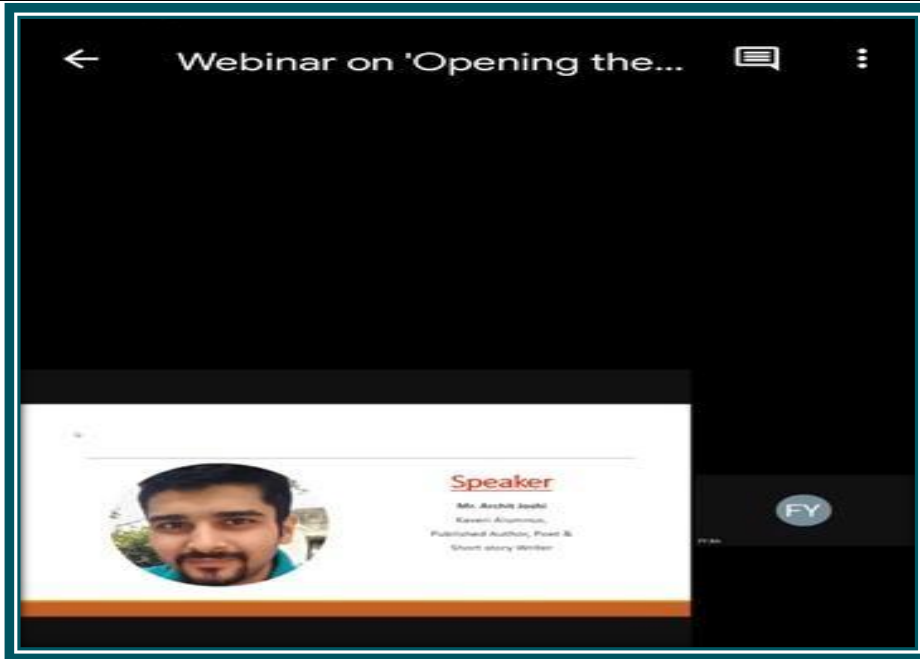 Webinar on 'Opening the...
Speaker
Mr. Archit Joshi
Kaveri Alumnus,
Published Author, Poet &
Short story Writer
FY